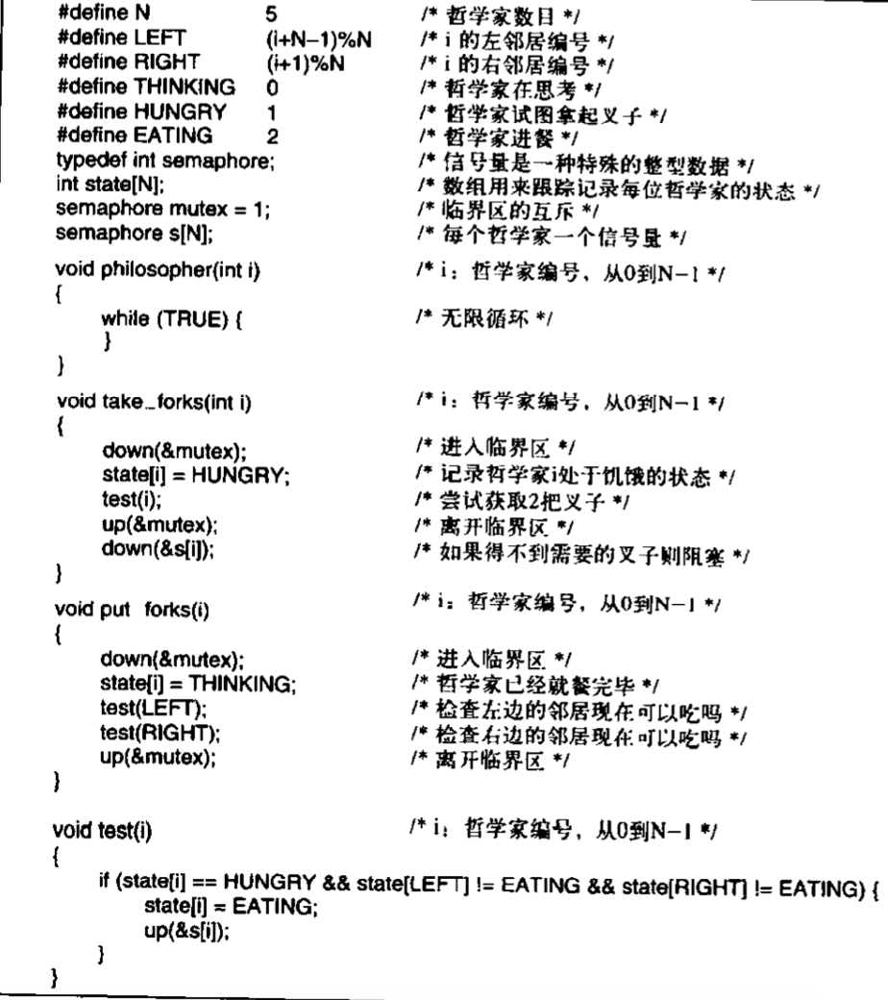 #define N 5 /* 哲学家数目 */
#define LEFT (i+N−1)%N /* i 的左邻居编号 */
#define RIGHT (i+1)%N /* i 的右邻居编号 */
#define THINKING 0 /* 哲学家在思考 */
#define HUNGRY 1 /* 哲学家试图拿起叉子 */
#define EATING 2 /* 哲学家进餐 */
typedef int semaphore; /* 信号量是一种特殊的整型数据 */
int state[N]; /* 数组用来跟踪记录每位哲学家的状态 */
semaphore mutex = 1; /* 临界区的互斥 */
semaphore s[N]; /* 每个哲学家一个信号量 */
void philosopher(int i) /* i：哲学家编号，从0到N−1 */
{
while (TRUE) { /* 无限循环 */
}
}
void take_forks(int i) /* i：哲学家编号，从0到N−1 */
{
down(&mutex); /* 进入临界区 */
state[i] = HUNGRY; /* 记录哲学家i处于饥饿的状态 */
test(i); /* 尝试获取2把叉子 */
up(&mutex); /* 离开临界区 */
down(&s[i]); /* 如果得不到需要的叉子则阻塞 */
}
void put forks(i) /* i：哲学家编号，从0到N−1 */
{
down(&mutex); /* 进入临界区 */
state[i] = THINKING; /* 哲学家已经就餐完毕 */
test(LEFT); /* 检查左边的邻居现在可以吃吗 */
test(RIGHT); /* 检查右边的邻居现在可以吃吗 */
up(&mutex); /* 离开临界区 */
}
void test(i) /* i：哲学家编号，从0到N−1 */
{
if (state[i] == HUNGRY && state[LEFT] != EATING && state[RIGHT] != EATING) {
state[i] = EATING;
up(&s[i]);
}
}